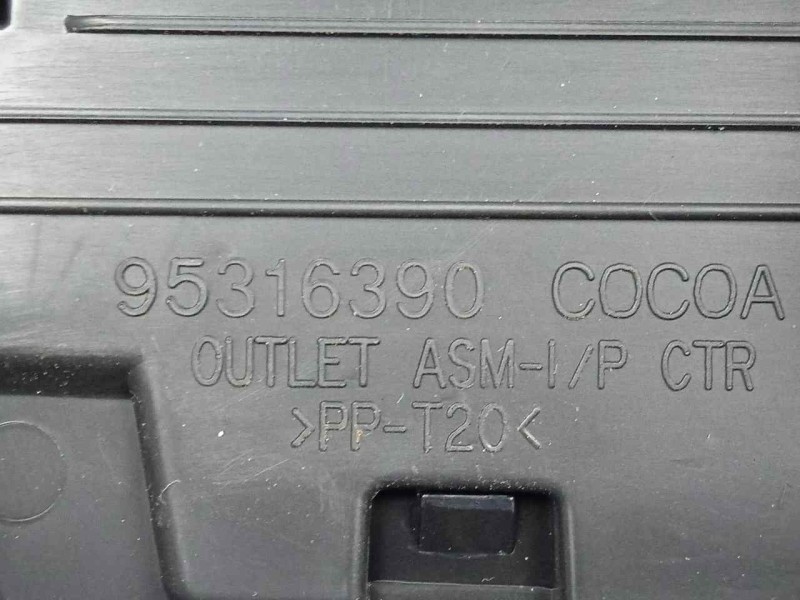 95316390 COCOA
OUTLET ASM-I/P CTR
>PP-T20<